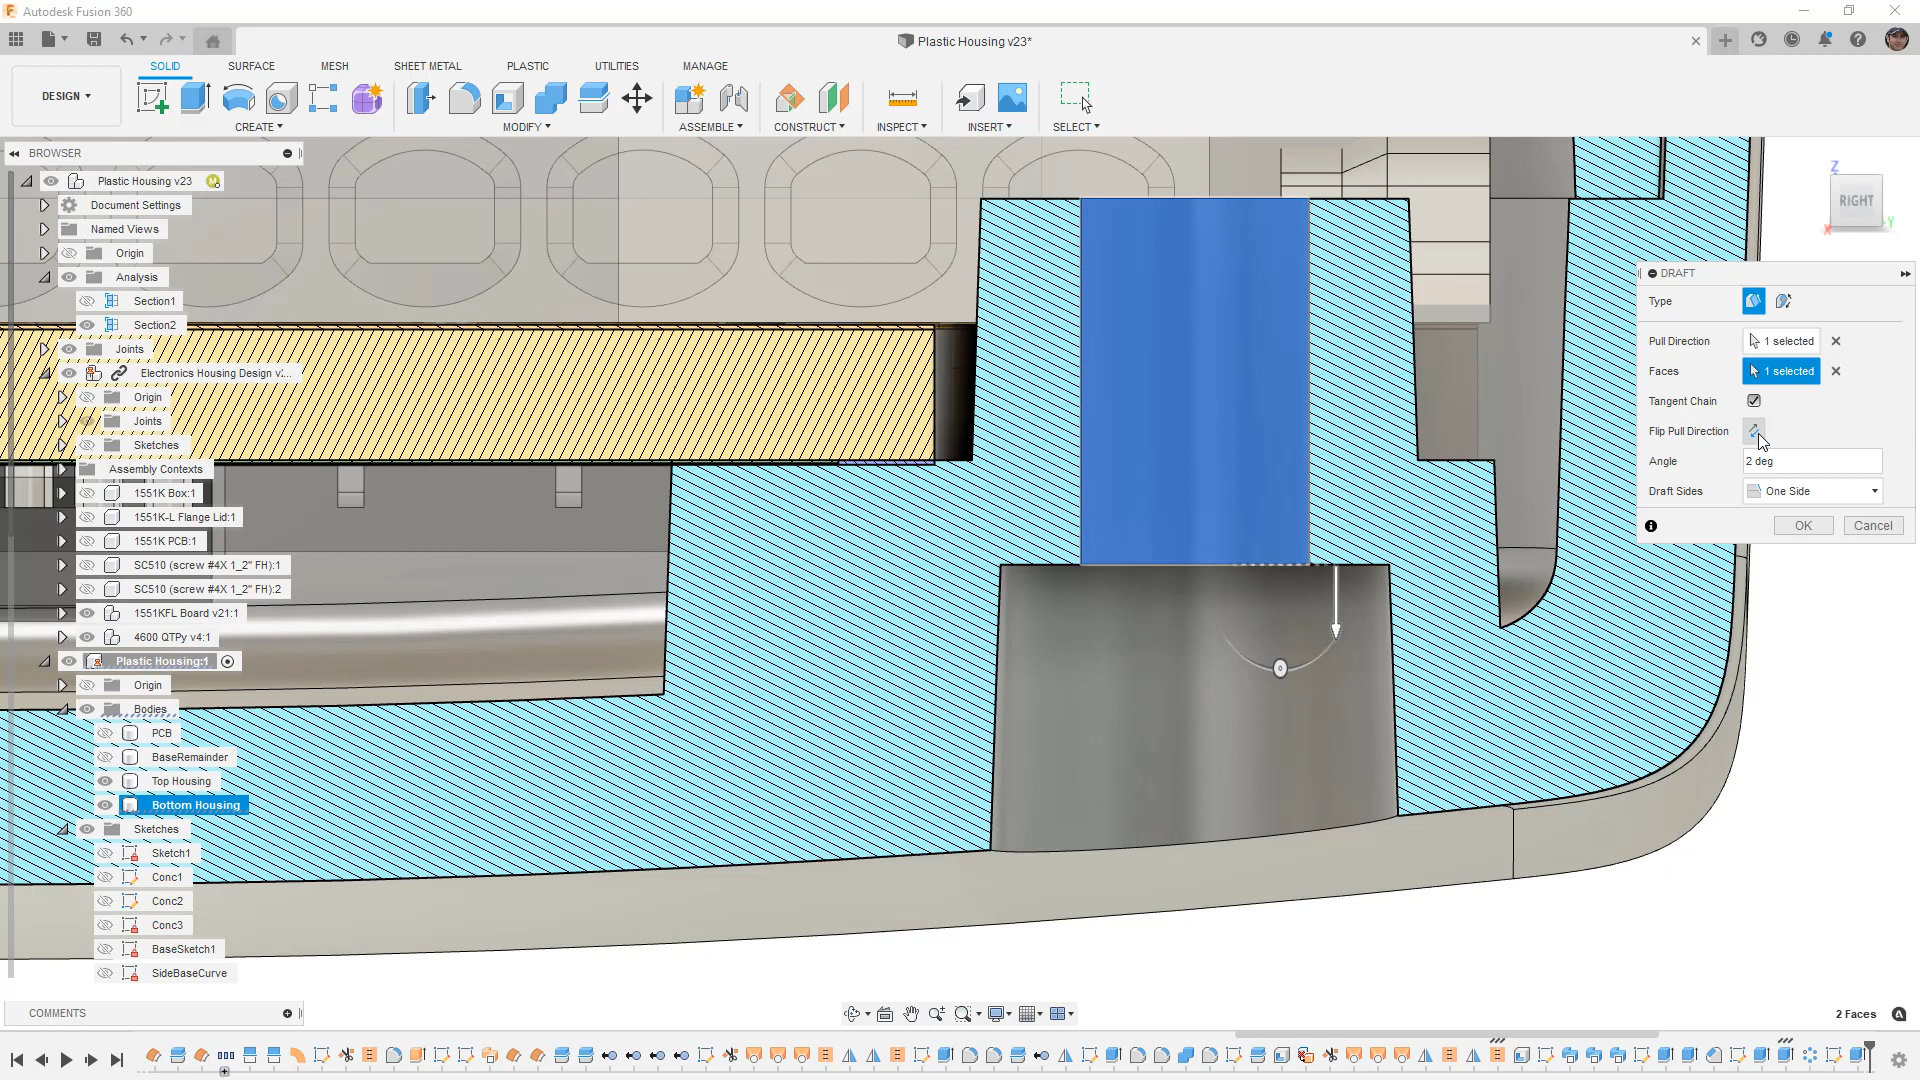 Autodesk Fusion 360
Plastic Housing v23*
DESIGN
SOLID
SURFACE
MESH
SHEET METAL
PLASTIC
UTILITIES
MANAGE
CREATE
MODIFY
ASSEMBLE
CONSTRUCT
INSPECT
INSERT
SELECT
BROWSER
Plastic Housing v23
M
Document Settings
Named Views
Origin
Analysis
Section1
Section2
Joints
Electronics Housing Design v2...
Origin
Joints
Sketches
Assembly Contexts
1551K Box:1
1551K-L Flange Lid:1
1551K PCB:1
SC510 (screw #4X 1_2" FH):1
SC510 (screw #4X 1_2" FH):2
1551KFL Board v21:1
4600 QTPy v4:1
Plastic Housing:1
Origin
Bodies
PCB
BaseRemainder
Top Housing
Bottom Housing
Sketches
Sketch1
Conc1
Conc2
Conc3
BaseSketch1
SideBaseCurve
COMMENTS
Z
RIGHT
X
Y
DRAFT
Type
Pull Direction
1 selected
Faces
1 selected
Tangent Chain
Flip Pull Direction
Angle
2 deg
Draft Sides
One Side
OK
Cancel
2 Faces